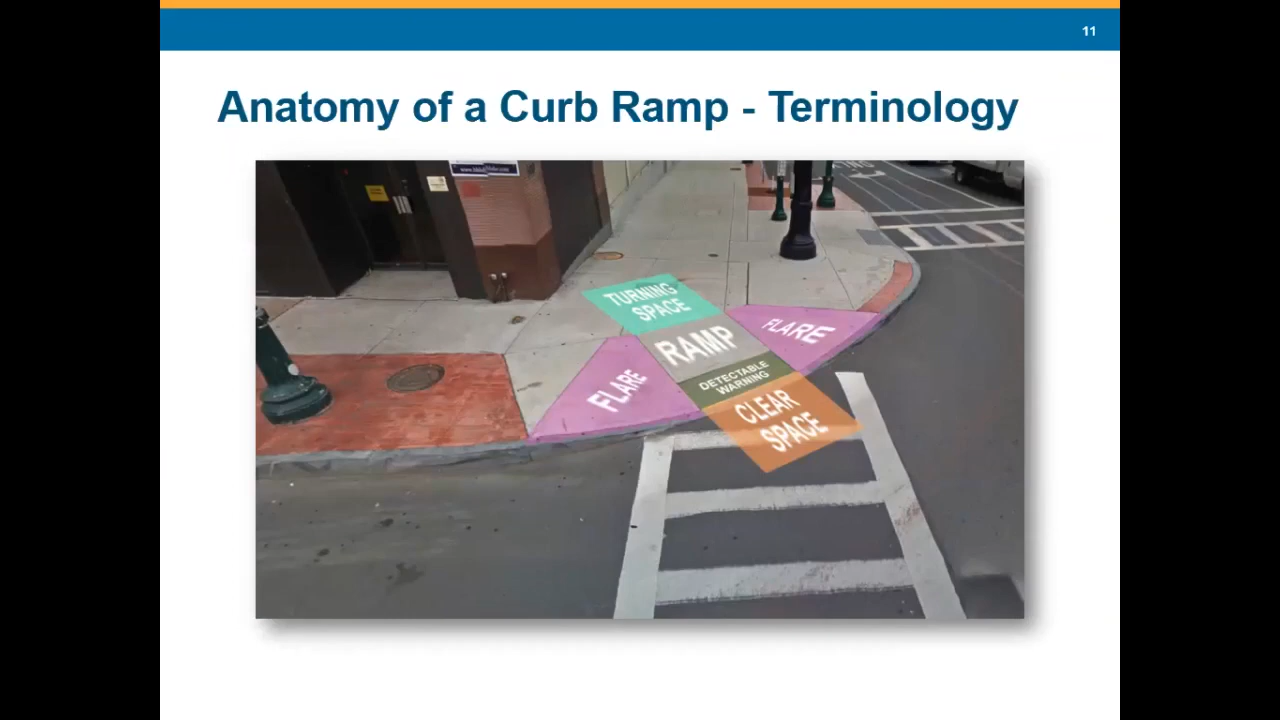 11
Anatomy of a Curb Ramp - Terminology
TURNING
SPACE
RAMP
FLARE
FLARE
DETECTABLE
WARNING
CLEAR
SPACE